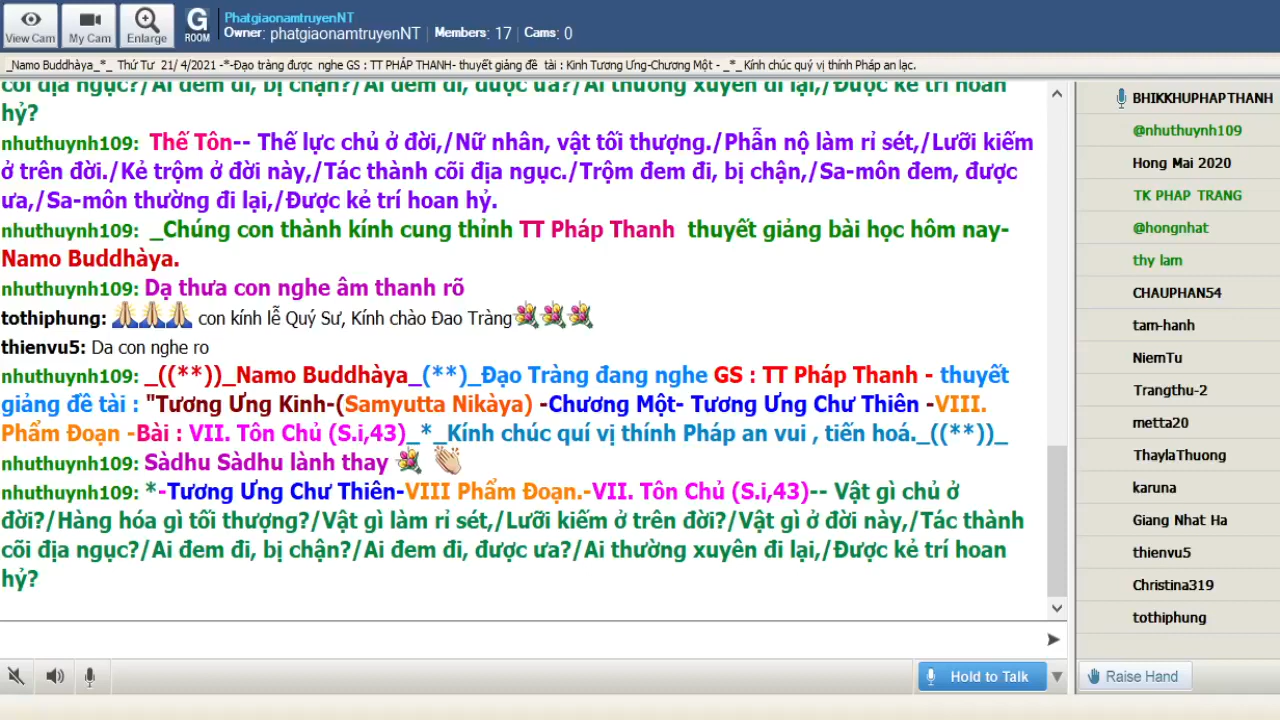 View Cam
My Cam
Enlarge
G
ROOM
PhatgiaonamtruyenNT
Owner: phatgiaonamtruyenNT | Members: 17 | Cams: 0
_Namo Buddhàya_*_ Thứ Tư 21/ 4/2021 -*-Đạo tràng được nghe GS : TT PHÁP THANH- thuyết giảng đề tài : Kinh Tương Ưng-Chương Một - _*_Kính chúc quý vị thính Pháp an lạc.
cõi địa ngục?/Ai đem đi, bị chận?/Ai đem đi, được ưa?/Ai thường xuyên đi lại,/Được kẻ trí hoan
hỷ?
nhuthuynh109: Thế Tôn-- Thế lực chủ ở đời,/Nữ nhân, vật tối thượng./Phẫn nộ làm rỉ sét,/Lưỡi kiếm
ở trên đời./Kẻ trộm ở đời này,/Tác thành cõi địa ngục./Trộm đem đi, bị chận,/Sa-môn đem, được
ưa,/Sa-môn thường đi lại,/Được kẻ trí hoan hỷ.
nhuthuynh109: _Chúng con thành kính cung thỉnh TT Pháp Thanh thuyết giảng bài học hôm nay-
Namo Buddhàya.
nhuthuynh109: Dạ thưa con nghe âm thanh rõ
tothiphung: con kính lễ Quý Sư, Kính chào Đao Tràng
thienvu5: Da con nghe ro
nhuthuynh109: _((**))_Namo Buddhàya_(**)_Đạo Tràng đang nghe GS : TT Pháp Thanh - thuyết
giảng đề tài : "Tương Ưng Kinh-(Samyutta Nikàya) -Chương Một- Tương Ưng Chư Thiên -VIII.
Phẩm Đoạn -Bài : VII. Tôn Chủ (S.i,43)_*_Kính chúc quí vị thính Pháp an vui , tiến hoá._((**))_
nhuthuynh109: Sàdhu Sàdhu lành thay
nhuthuynh109: *-Tương Ưng Chư Thiên-VIII Phẩm Đoạn.-VII. Tôn Chủ (S.i,43)-- Vật gì chủ ở
đời?/Hàng hóa gì tối thượng?/Vật gì làm rỉ sét,/Lưỡi kiếm ở trên đời?/Vật gì ở đời này,/Tác thành
cõi địa ngục?/Ai đem đi, bị chận?/Ai đem đi, được ưa?/Ai thường xuyên đi lại,/Được kẻ trí hoan
hỷ?
BHIKKHUPHAPTHANH
@nhuthuynh109
Hong Mai 2020
TK PHAP TRANG
@hongnhat
thy lam
CHAUPHAN54
tam-hanh
NiemTu
Trangthu-2
metta20
ThaylaThuong
karuna
Giang Nhat Ha
thienvu5
Christina319
tothiphung
Hold to Talk
Raise Hand